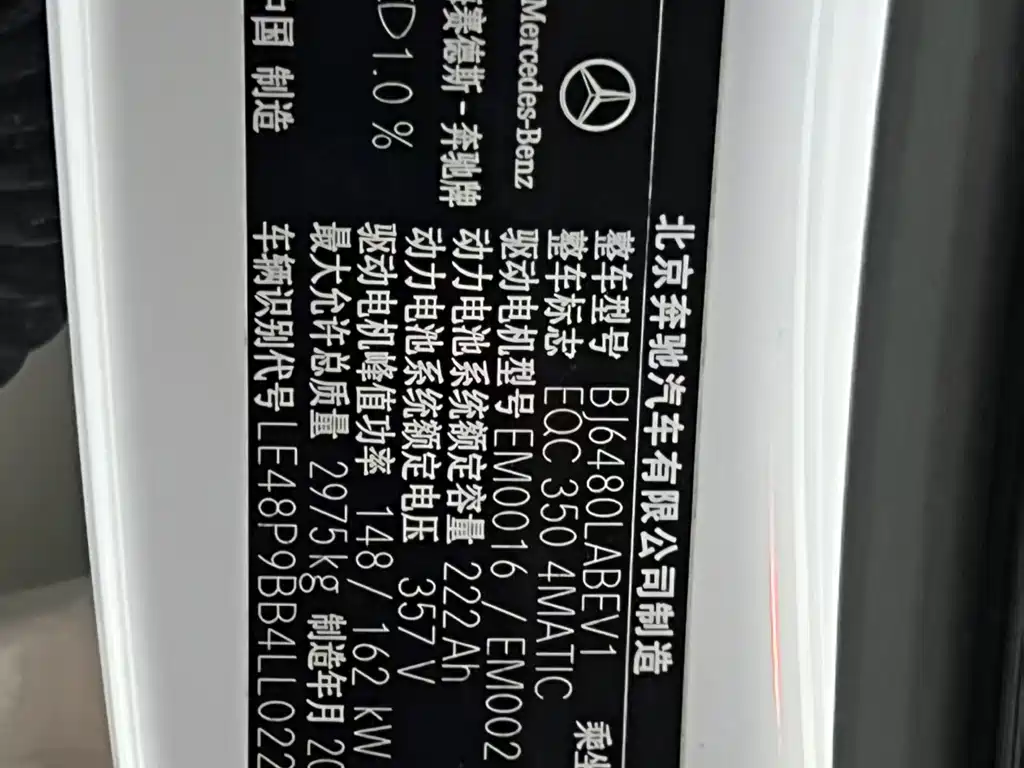 北京奔驰汽车有限公司制造
Mercedes-Benz
赛德斯-奔驰牌
D1.0 %
中国 制造
整车型号 BJ6480LABEV1
整车标志 EQC 350 4MATIC
驱动电机型号 EM0016 / EM0002
动力电池系统额定容量 222 Ah
动力电池系统额定电压 357 V
驱动电机峰值功率 148/ 162 kW
最大允许总质量 2975kg 制造年月 20
车辆识别代号 LE48P9BB4LL022